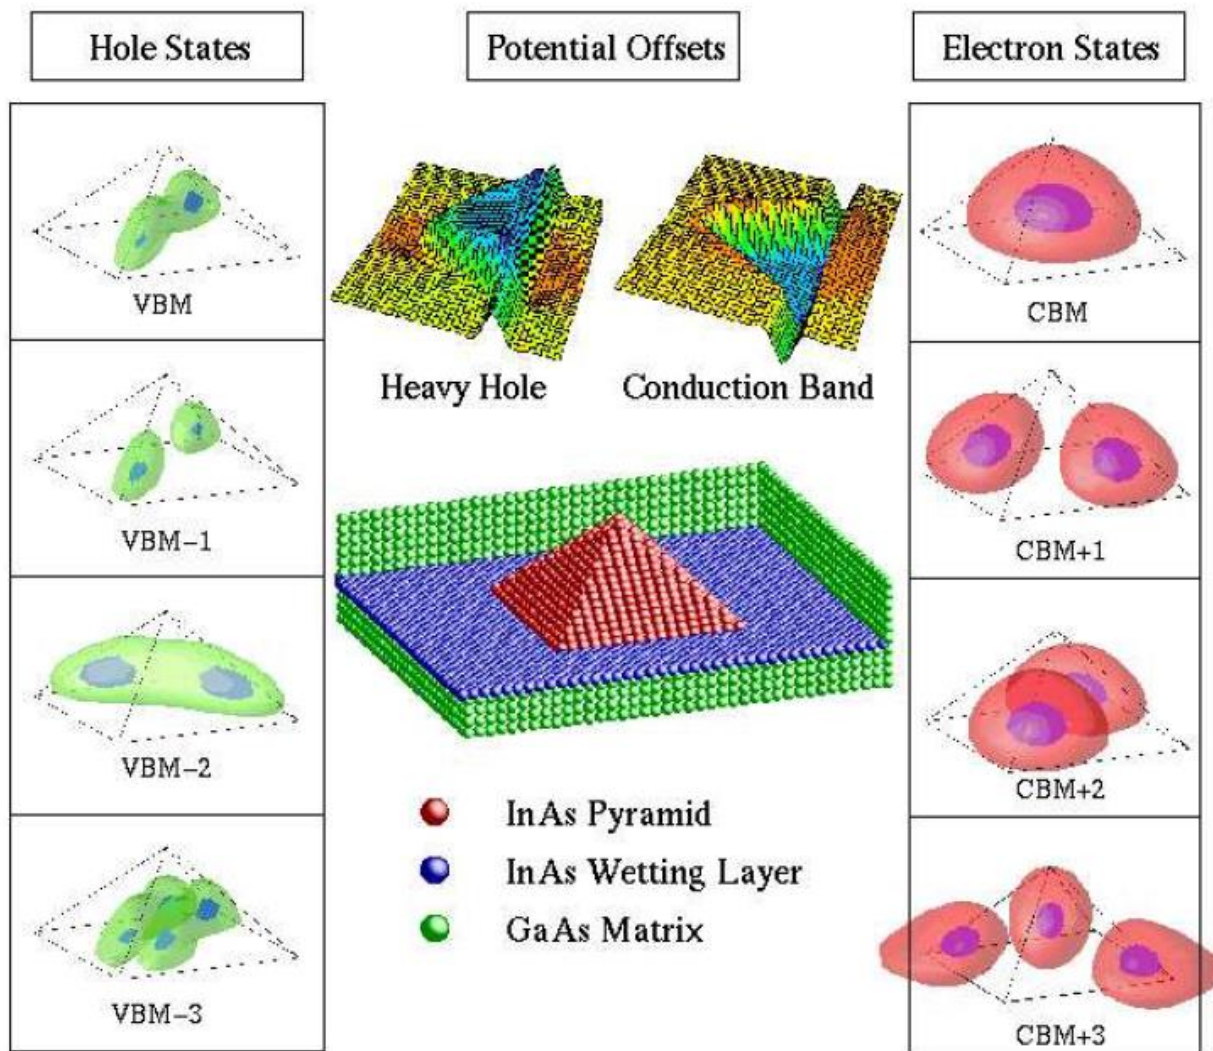 Hole States
Potential Offsets
Electron States
VBM
VBM-1
VBM-2
VBM-3
Heavy Hole
Conduction Band
InAs Pyramid
InAs Wetting Layer
GaAs Matrix
CBM
CBM+1
CBM+2
CBM+3